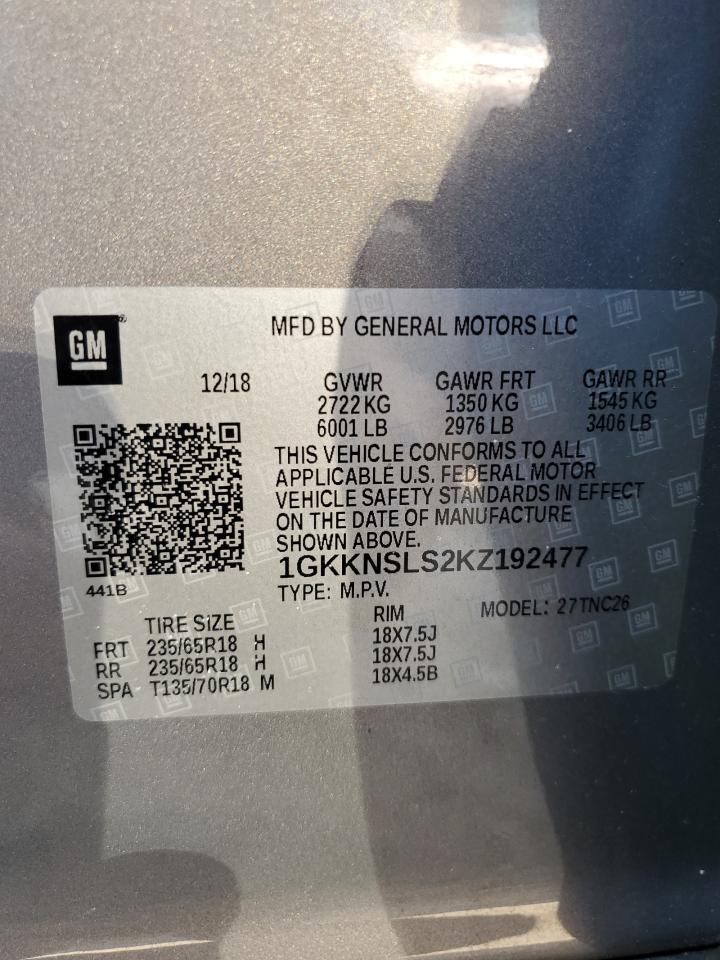 GM
MFD BY GENERAL MOTORS LLC
12/18 GVWR GAWR FRT GAWR RR
2722 KG 1350 KG 1545 KG
6001 LB 2976 LB 3406 LB
THIS VEHICLE CONFORMS TO ALL
APPLICABLE U.S. FEDERAL MOTOR
VEHICLE SAFETY STANDARDS IN EFFECT
ON THE DATE OF MANUFACTURE
SHOWN ABOVE.
1GKKNSLS2KZ192477
441B
TYPE: M.P.V. MODEL: 27TNC26
TIRE SIZE RIM
FRT 235/65R18 H 18X7.5J
RR 235/65R18 H 18X7.5J
SPA T135/70R18 M 18X4.5B